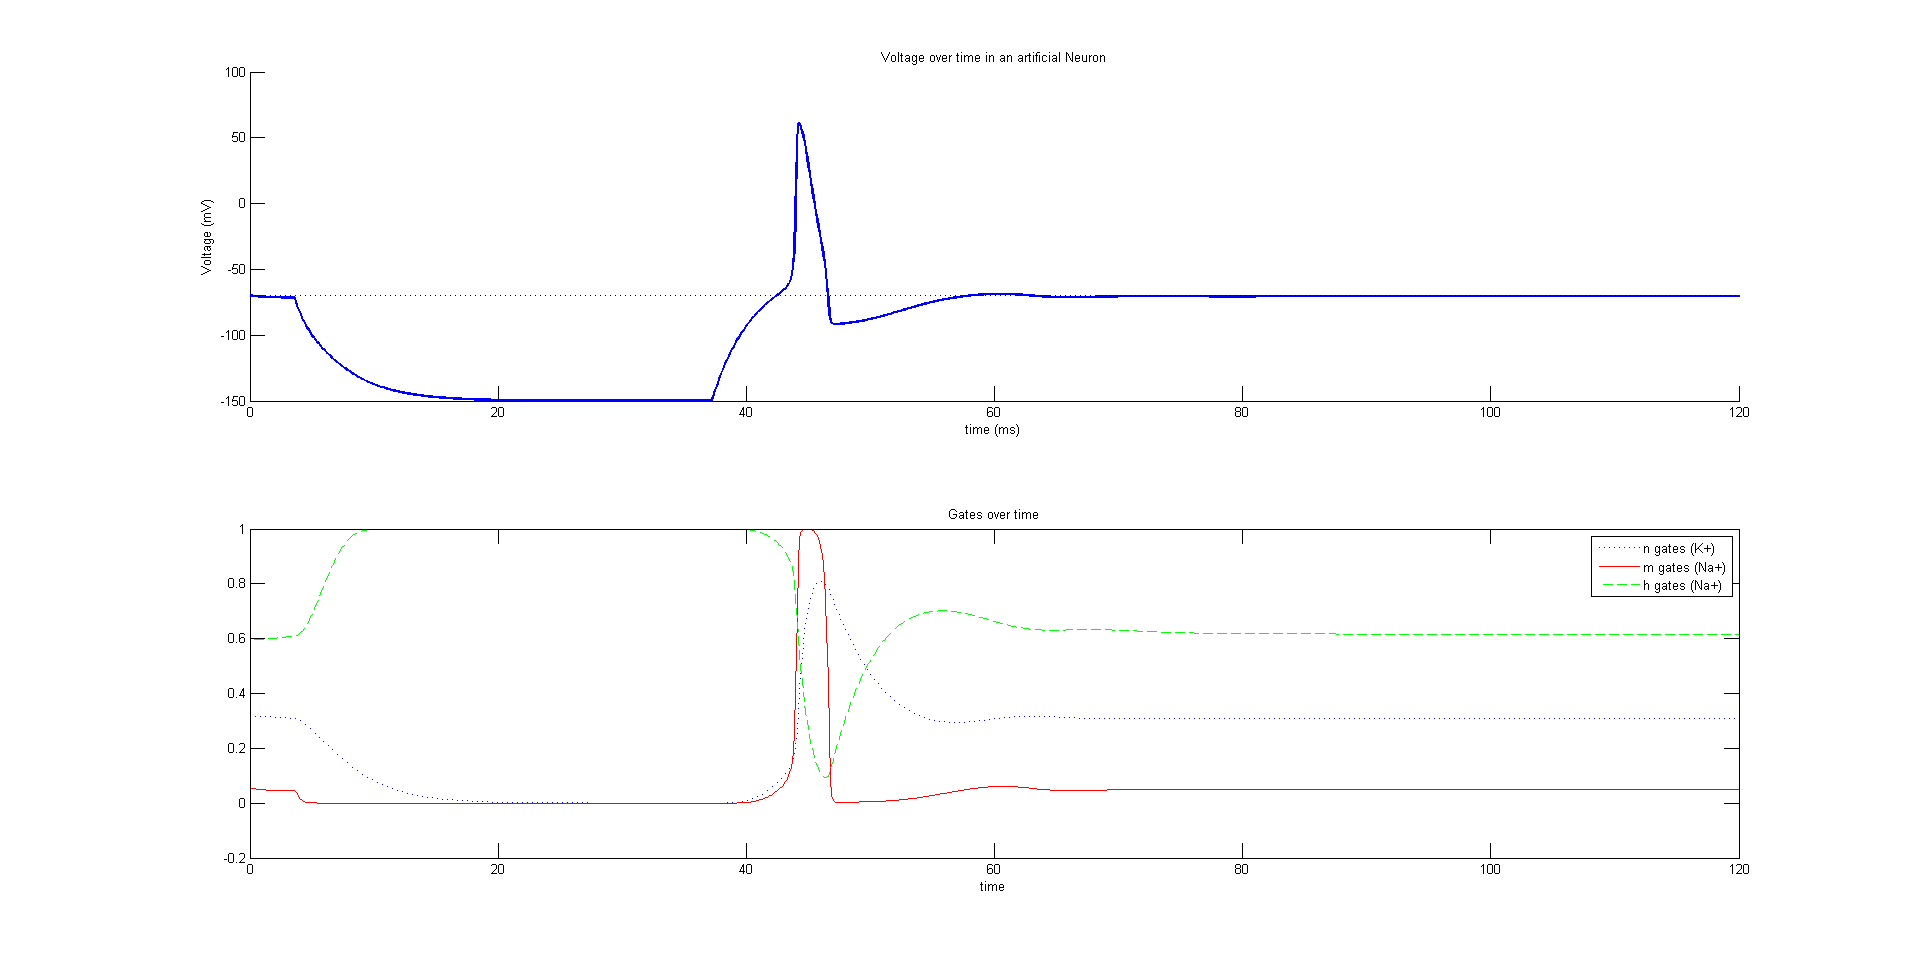 Voltage over time in an artificial Neuron
100
50
0
-50
-100
-150
Voltage (mV)
0 20 40 60 80 100 120
time (ms)
Gates over time
1
0.8
0.6
0.4
0.2
0
-0.2
n gates (K+)
m gates (Na+)
h gates (Na+)
0 20 40 60 80 100 120
time